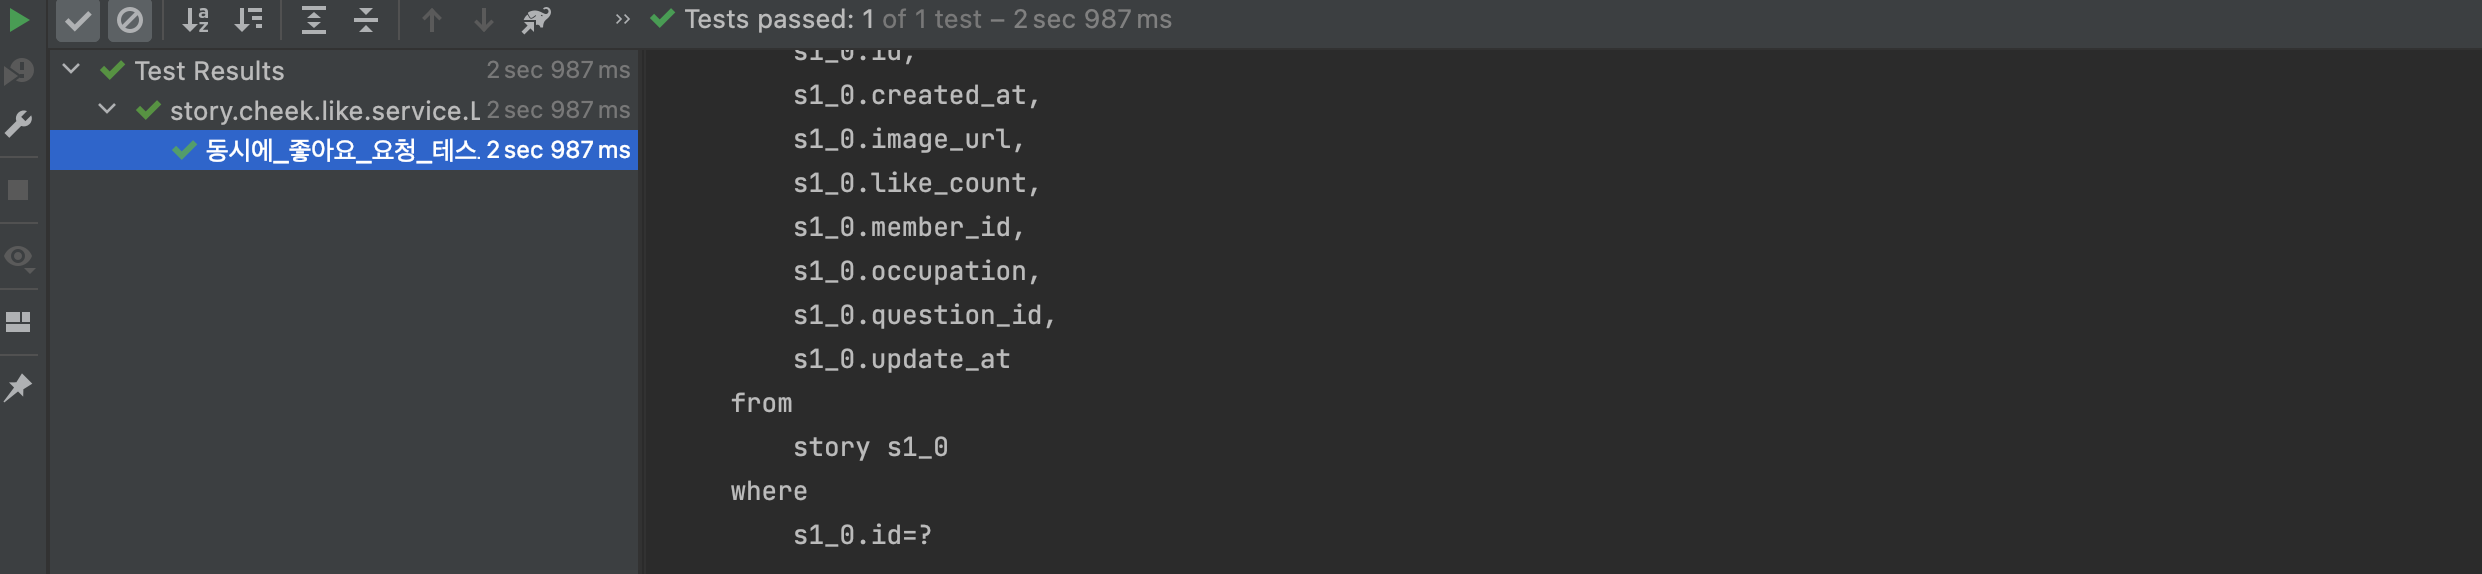 Tests passed: 1 of 1 test – 2 sec 987 ms
Test Results 2 sec 987 ms
story.cheek.like.service.L 2 sec 987 ms
동시에_좋아요_요청_테스. 2 sec 987 ms
s1_0.id,
s1_0.created_at,
s1_0.image_url,
s1_0.like_count,
s1_0.member_id,
s1_0.occupation,
s1_0.question_id,
s1_0.update_at
from
story s1_0
where
s1_0.id=?